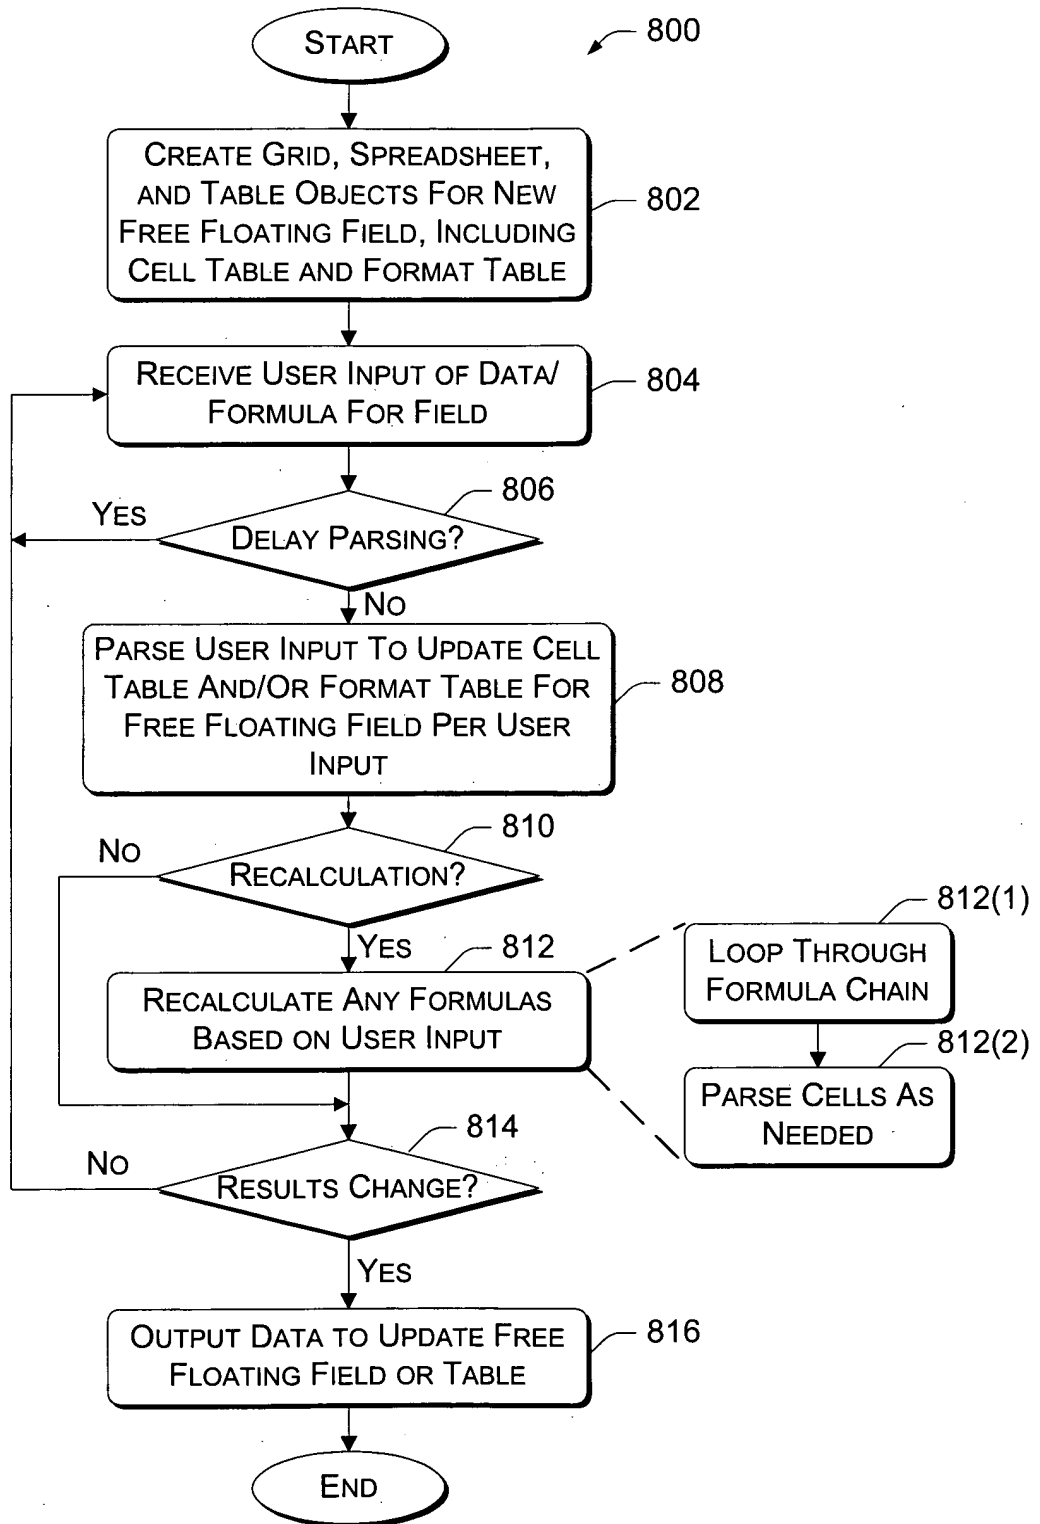 START
800
CREATE GRID, SPREADSHEET,
AND TABLE OBJECTS FOR NEW
FREE FLOATING FIELD, INCLUDING
CELL TABLE AND FORMAT TABLE
802
RECEIVE USER INPUT OF DATA/
FORMULA FOR FIELD
804
806
YES
DELAY PARSING?
NO
PARSE USER INPUT TO UPDATE CELL
TABLE AND/OR FORMAT TABLE FOR
FREE FLOATING FIELD PER USER
INPUT
808
810
NO
RECALCULATION?
YES
812
RECALCULATE ANY FORMULAS
BASED ON USER INPUT
812(1)
LOOP THROUGH
FORMULA CHAIN
812(2)
PARSE CELLS AS
NEEDED
814
NO
RESULTS CHANGE?
YES
OUTPUT DATA TO UPDATE FREE
FLOATING FIELD OR TABLE
816
END